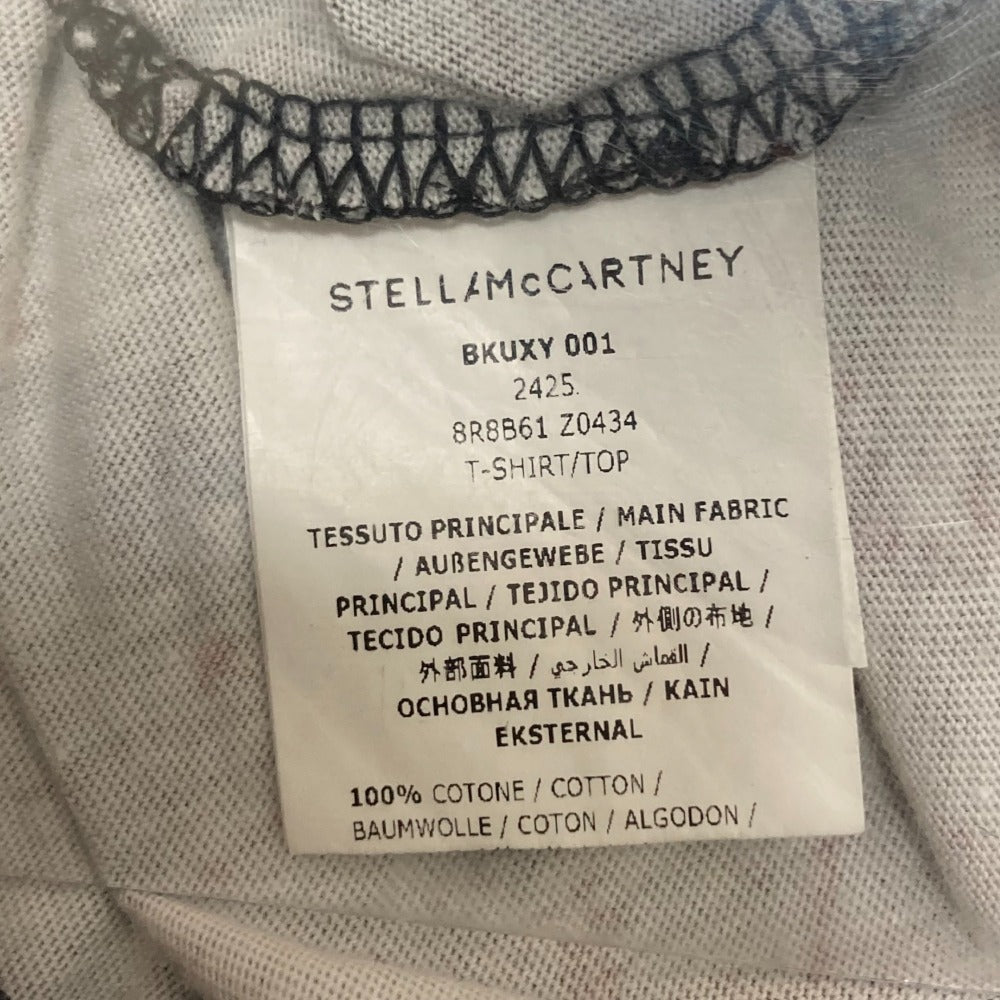 STELLA McCARTNEY
BKUXY 001
2425.
8R8B61 Z0434
T-SHIRT/TOP
TESSUTO PRINCIPALE / MAIN FABRIC
/ AUßENGEWEBE / TISSU
PRINCIPAL / TEJIDO PRINCIPAL /
TECIDO PRINCIPAL / 外側の布地 /
外部面料 / القماش الخارجي /
ОСНОВНАЯ ТКАНЬ / KAIN
EKSTERNAL
100% COTONE / COTTON /
BAUMWOLLE / COTON / ALGODON /